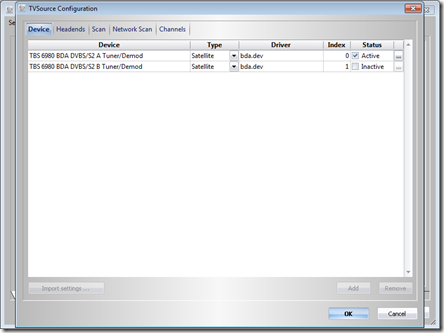 TVSource Configuration
Device Headends Scan Network Scan Channels
Device Type Driver Index Status
TBS 6980 BDA DVBS/S2 A Tuner/Demod Satellite bda.dev 0 Active ...
TBS 6980 BDA DVBS/S2 B Tuner/Demod Satellite bda.dev 1 Inactive ...
Import settings ... Add Remove
OK Cancel